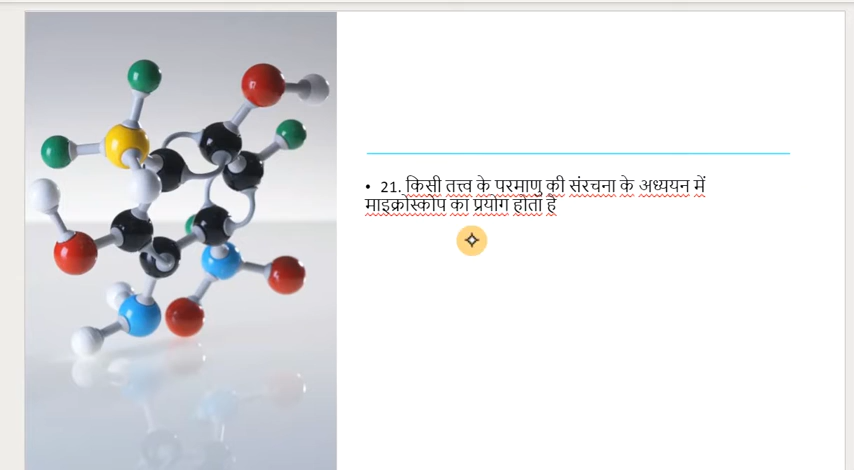 • 21. किसी तत्त्व के परमाणु की संरचना के अध्ययन में
माइक्रोस्कोप का प्रयोग होता है